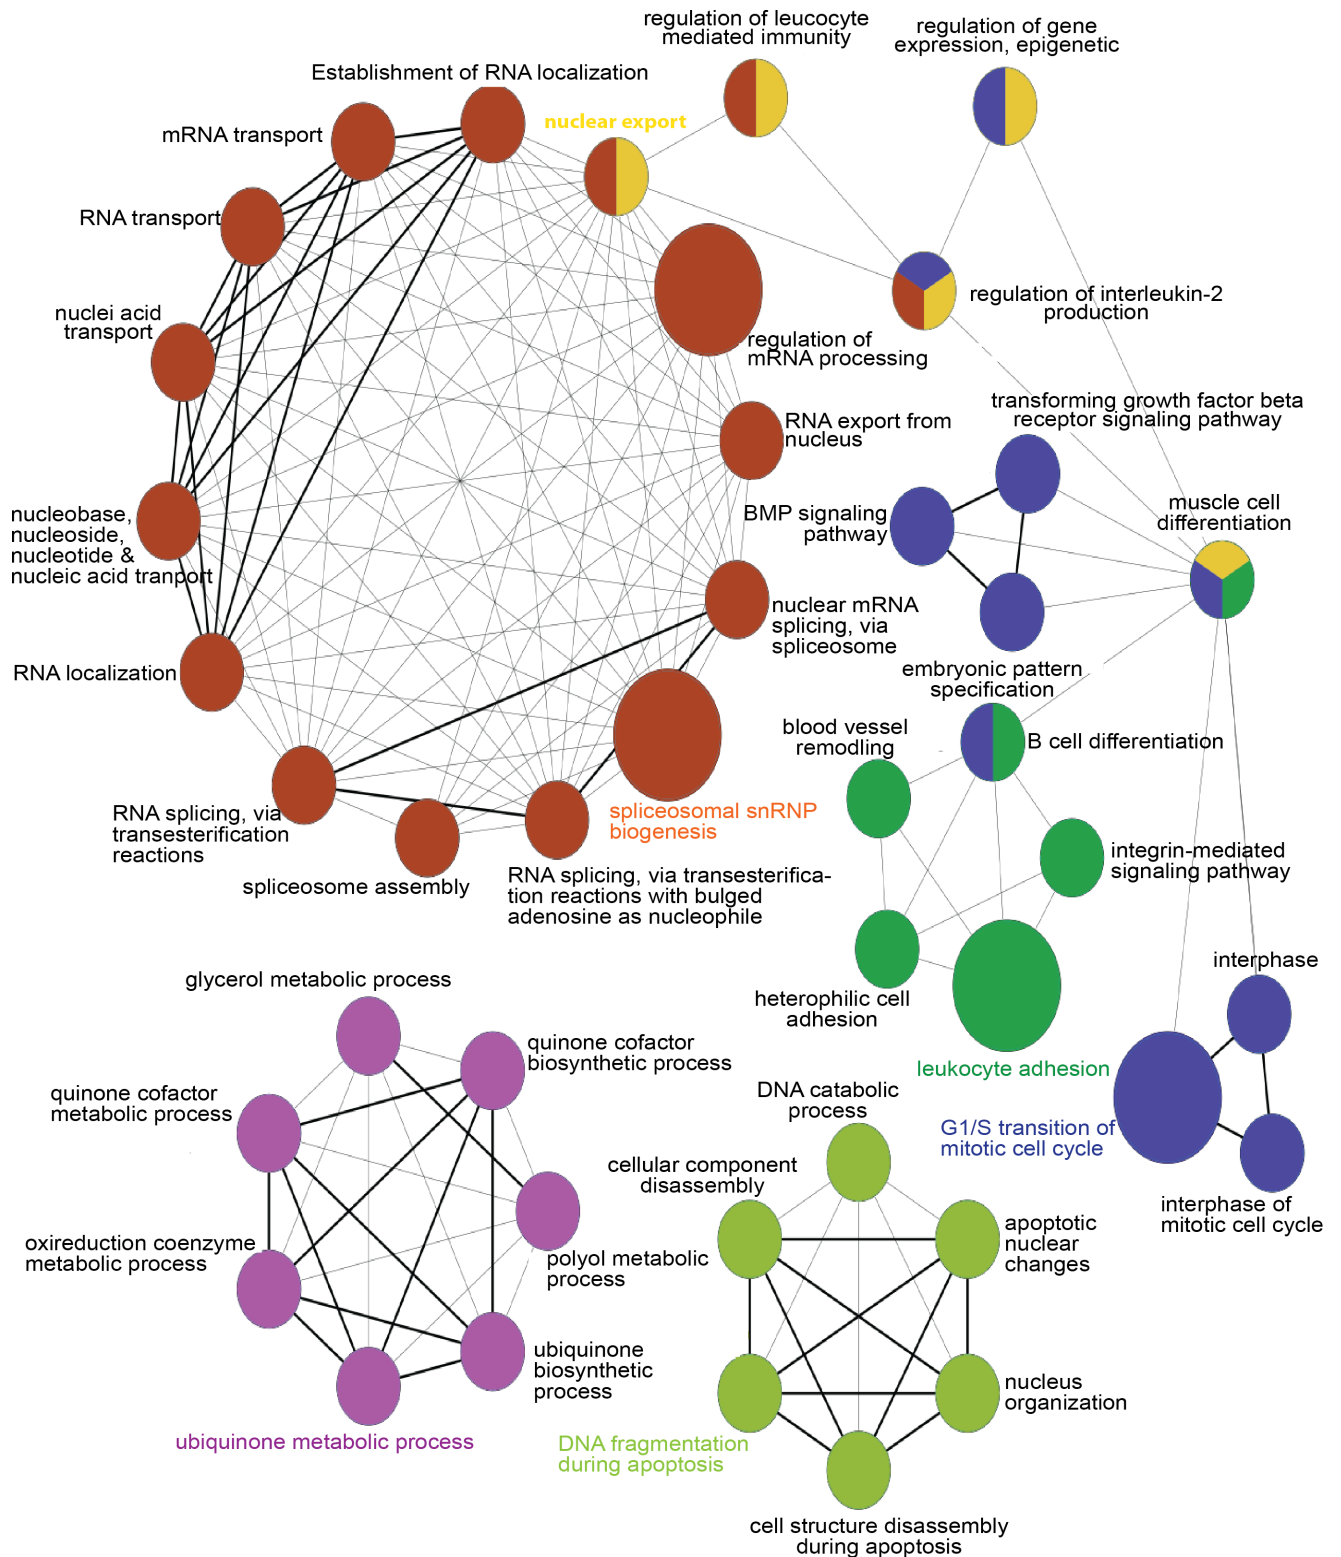 regulation of leucocyte
mediated immunity
regulation of gene
expression, epigenetic
Establishment of RNA localization
nuclear export
mRNA transport
RNA transport
nuclei acid
transport
regulation of interleukin-2
production
regulation of
mRNA processing
transforming growth factor beta
receptor signaling pathway
RNA export from
nucleus
muscle cell
differentiation
BMP signaling
pathway
nucleobase,
nucleoside,
nucleotide &
nucleic acid tranport
nuclear mRNA
splicing, via
spliceosome
RNA localization
embryonic pattern
specification
blood vessel
remodling
B cell differentiation
RNA splicing, via
transesterification
reactions
spliceosomal snRNP
biogenesis
integrin-mediated
signaling pathway
spliceosome assembly
RNA splicing, via transesterifica-
tion reactions with bulged
adenosine as nucleophile
interphase
glycerol metabolic process
heterophilic cell
adhesion
quinone cofactor
biosynthetic process
leukocyte adhesion
quinone cofactor
metabolic process
DNA catabolic
process
G1/S transition of
mitotic cell cycle
cellular component
disassembly
interphase of
mitotic cell cycle
oxireduction coenzyme
metabolic process
polyol metabolic
process
apoptotic
nuclear
changes
ubiquinone
biosynthetic
process
nucleus
organization
ubiquinone metabolic process
DNA fragmentation
during apoptosis
cell structure disassembly
during apoptosis